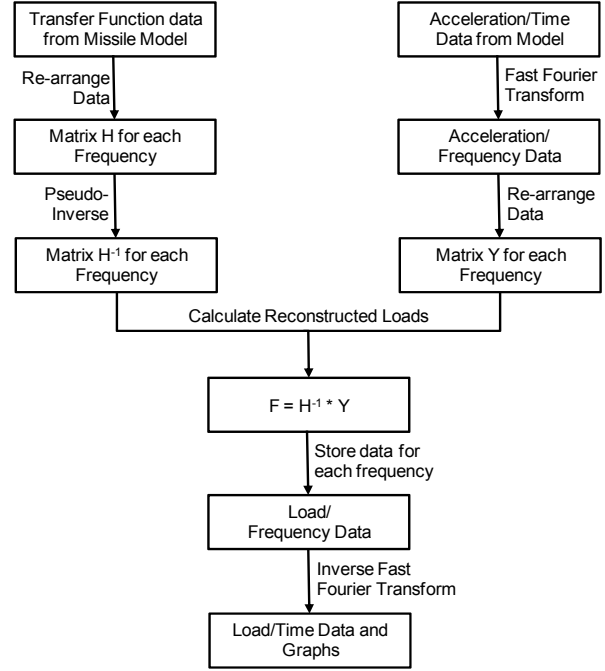 Transfer Function data
from Missile Model
Acceleration/Time
Data from Model
Re-arrange
Data
Fast Fourier
Transform
Matrix H for each
Frequency
Acceleration/
Frequency Data
Pseudo-
Inverse
Re-arrange
Data
Matrix H-1 for each
Frequency
Matrix Y for each
Frequency
Calculate Reconstructed Loads
F = H-1 * Y
Store data for
each frequency
Load/
Frequency Data
Inverse Fast
Fourier Transform
Load/Time Data and
Graphs